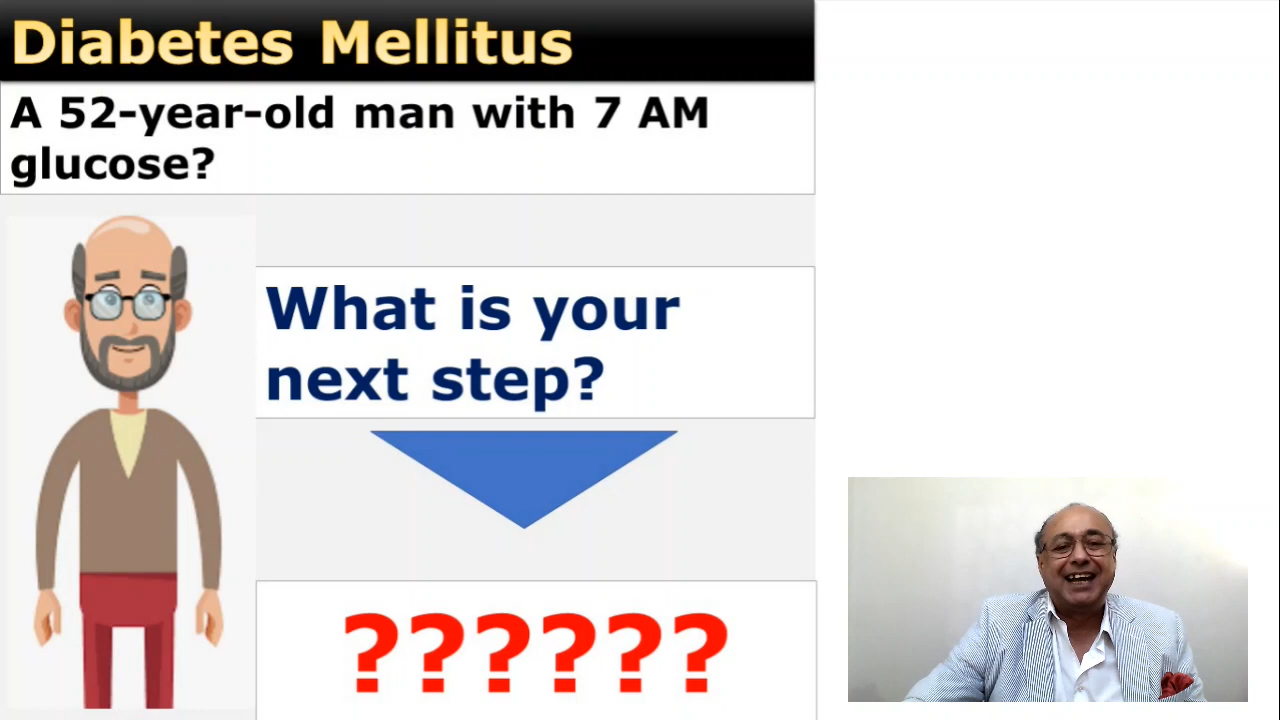 Diabetes Mellitus
A 52-year-old man with 7 AM
glucose?
What is your
next step?
??????